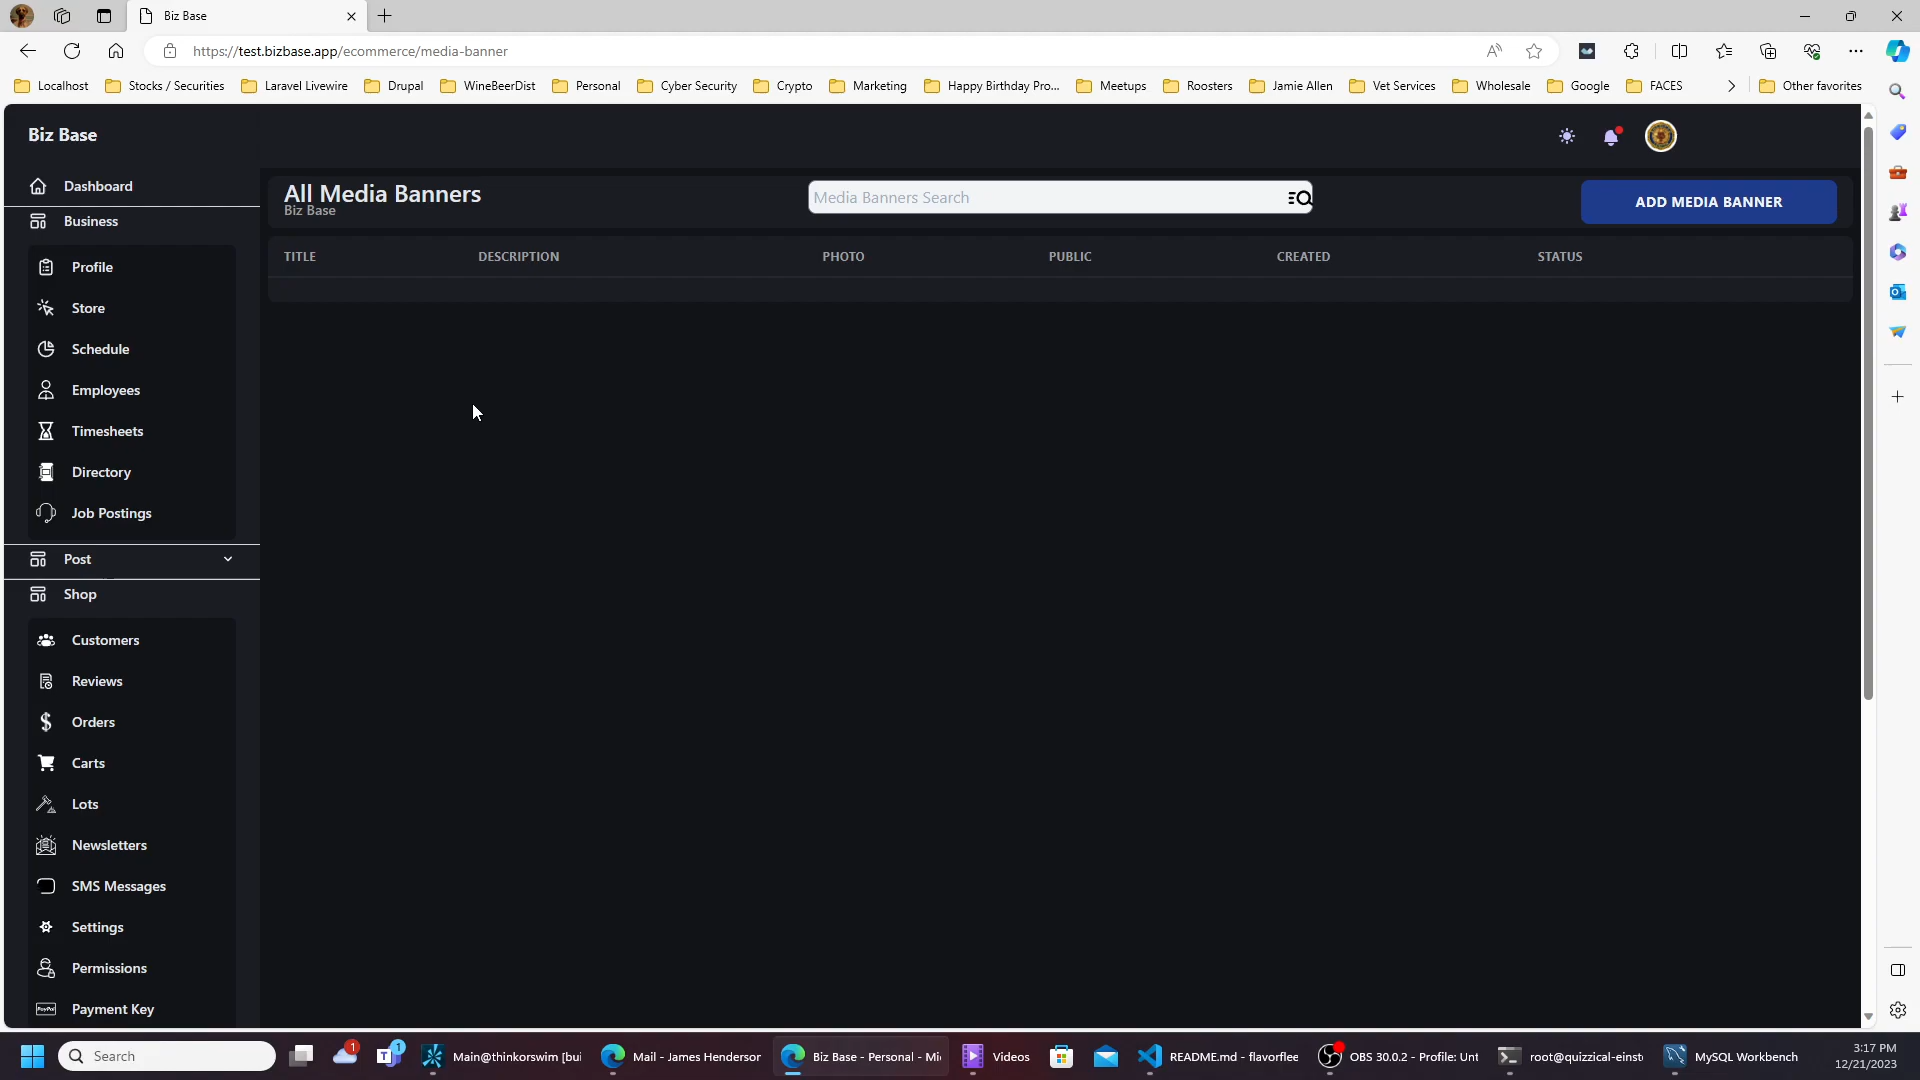 Biz Base
https://test.bizbase.app/ecommerce/media-banner
Localhost
Stocks / Securities
Laravel Livewire
Drupal
WineBeerDist
Personal
Cyber Security
Crypto
Marketing
Happy Birthday Pro...
Meetups
Roosters
Jamie Allen
Vet Services
Wholesale
Google
FACES
Other favorites
Biz Base
Dashboard
Business
Profile
Store
Schedule
Employees
Timesheets
Directory
Job Postings
Post
Shop
Customers
Reviews
Orders
Carts
Lots
Newsletters
SMS Messages
Settings
Permissions
PayPal
Payment Key
All Media Banners
Biz Base
Media Banners Search
ADD MEDIA BANNER
TITLE
DESCRIPTION
PHOTO
PUBLIC
CREATED
STATUS
Search
1
1
Main@thinkorswim [bui
Mail - James Hendersor
Biz Base - Personal - Mi
Videos
README.md - flavorflee
OBS 30.0.2 - Profile: Unt
root@quizzical-einst
MySQL Workbench
3:17 PM
12/21/2023